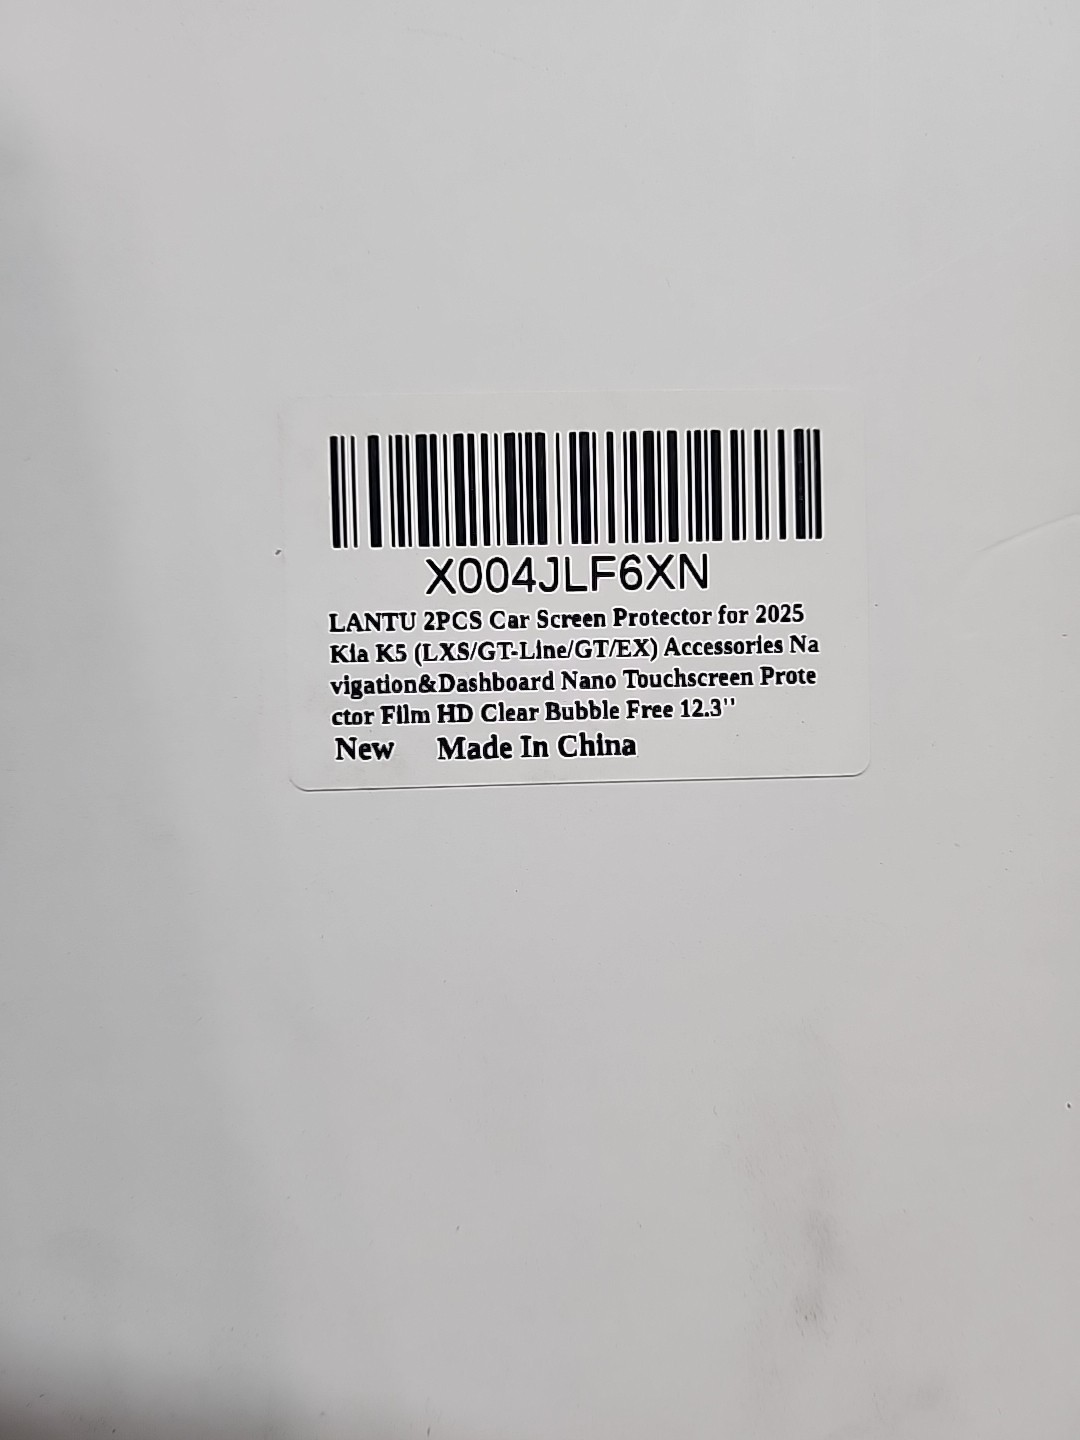 X004JLF6XN
LANTU 2PCS Car Screen Protector for 2025
Kia K5 (LXS/GT-Line/GT/EX) Accessories Na
vigation&Dashboard Nano Touchscreen Prote
ctor Film HD Clear Bubble Free 12.3''
New Made In China